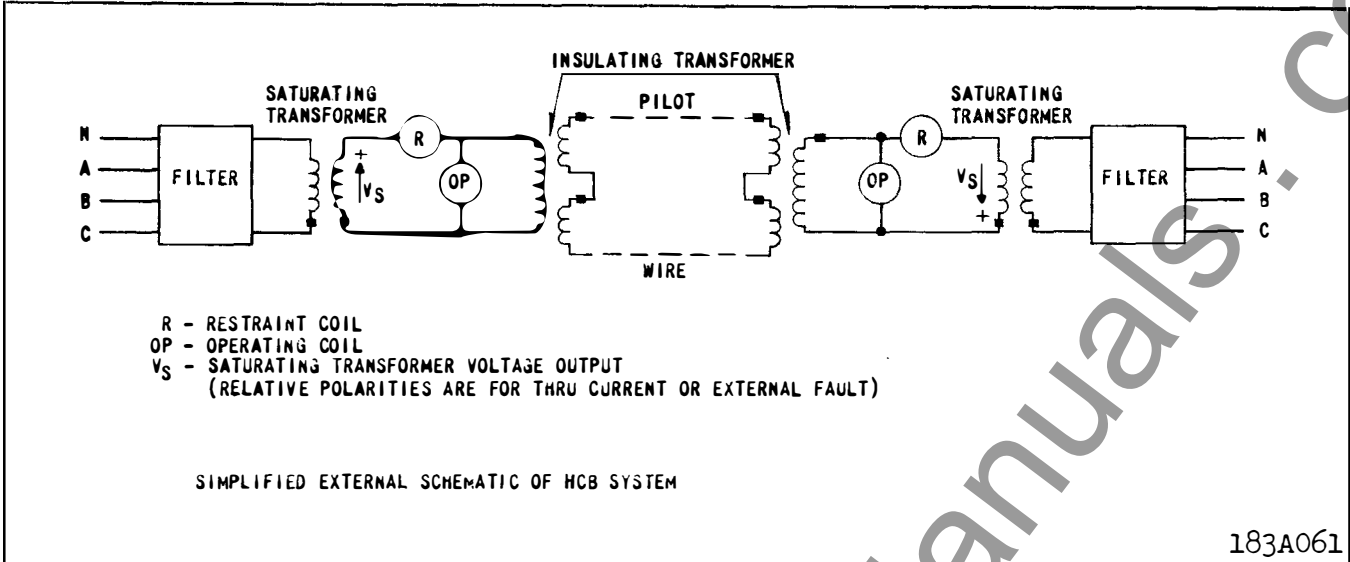 INSULATING TRANSFORMER
SATURATING
TRANSFORMER
PILOT
SATURATING
TRANSFORMER
N
A
B
C
FILTER
+
VS
R
OP
WIRE
OP
R
VS
+
FILTER
N
A
B
C
R - RESTRAINT COIL
OP - OPERATING COIL
VS - SATURATING TRANSFORMER VOLTAGE OUTPUT
(RELATIVE POLARITIES ARE FOR THRU CURRENT OR EXTERNAL FAULT)
SIMPLIFIED EXTERNAL SCHEMATIC OF HCB SYSTEM
183A061